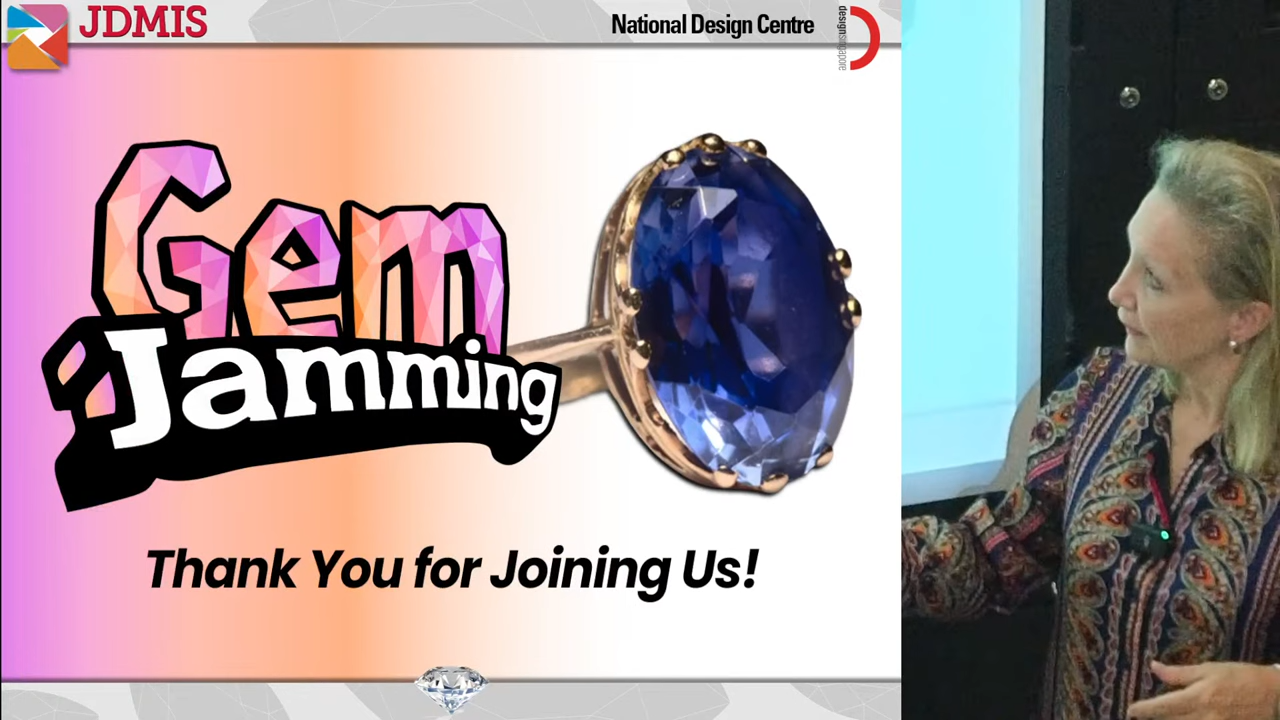 JDMIS
National Design Centre
designsingapore
Gem
Jamming
Thank You for Joining Us!